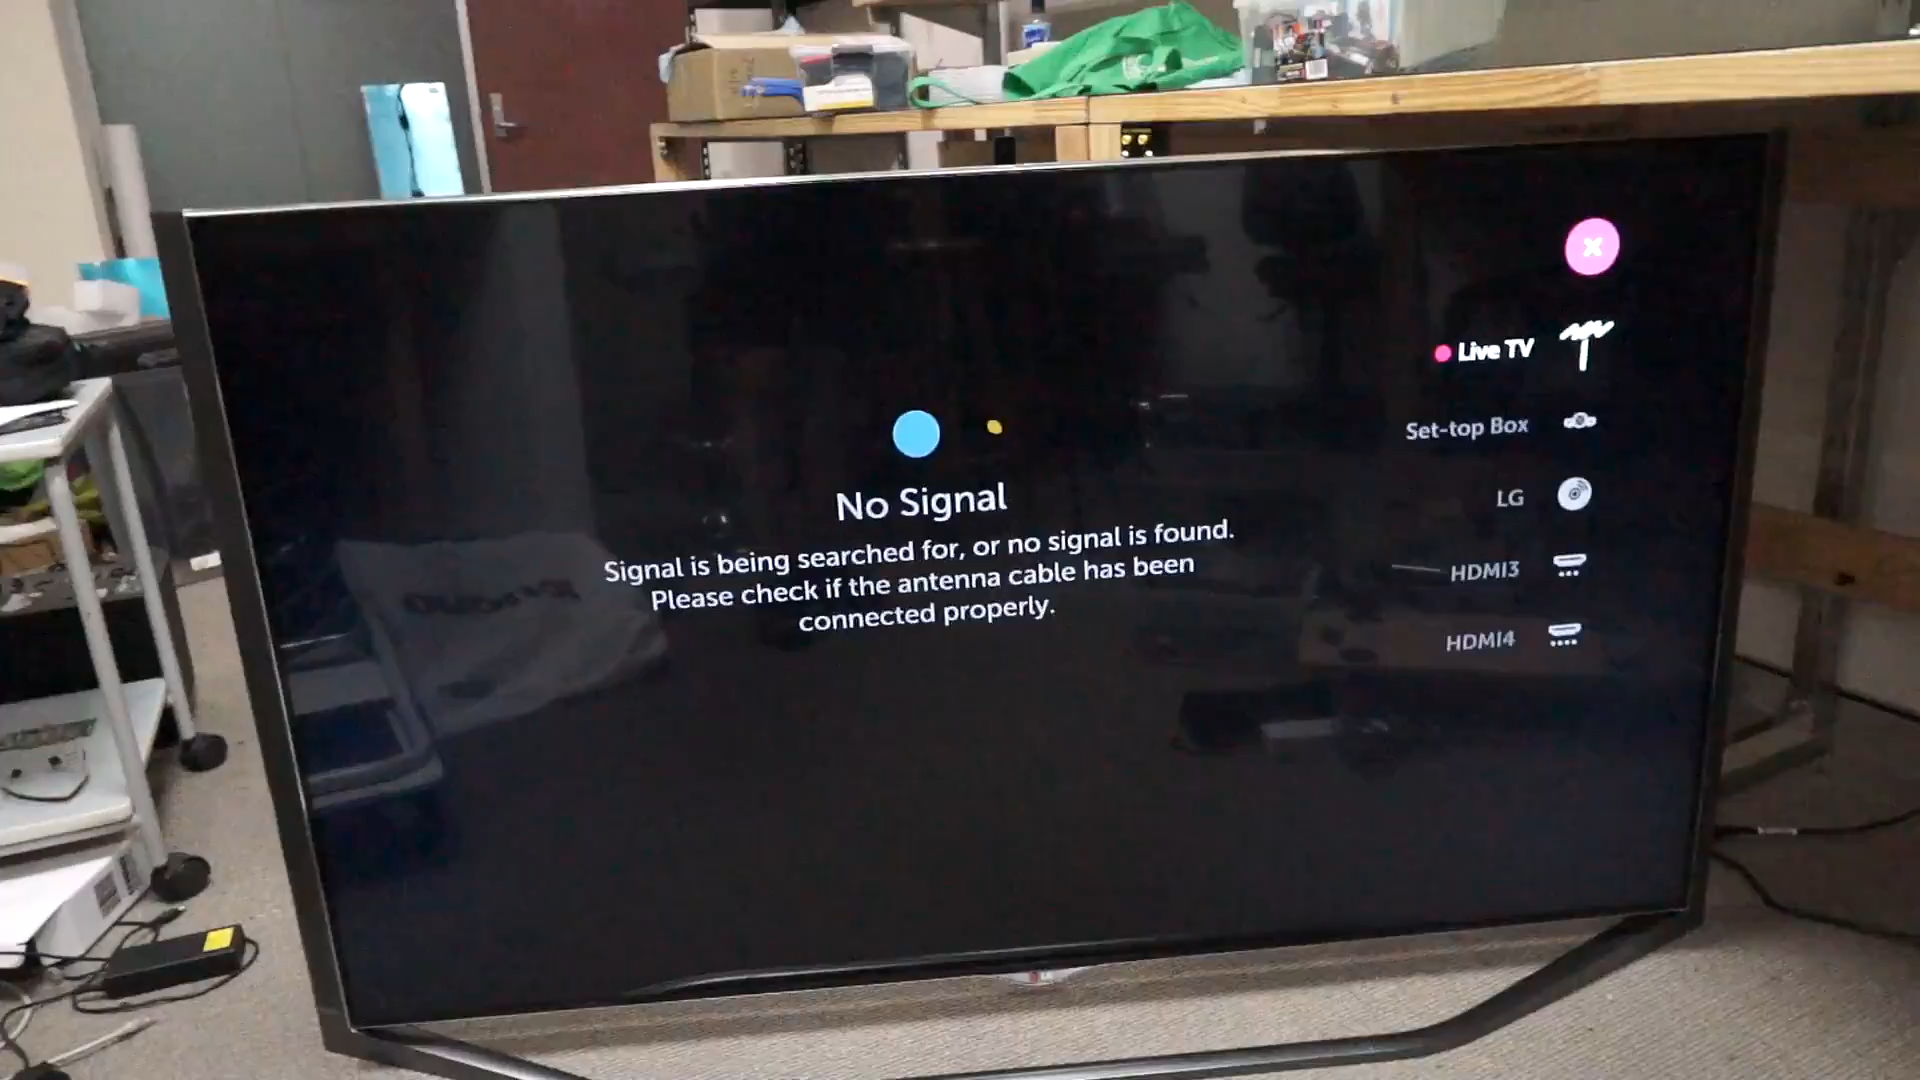 Live TV
Set-top Box
LG
HDMI3
HDMI4
No Signal
Signal is being searched for, or no signal is found.
Please check if the antenna cable has been
connected properly.